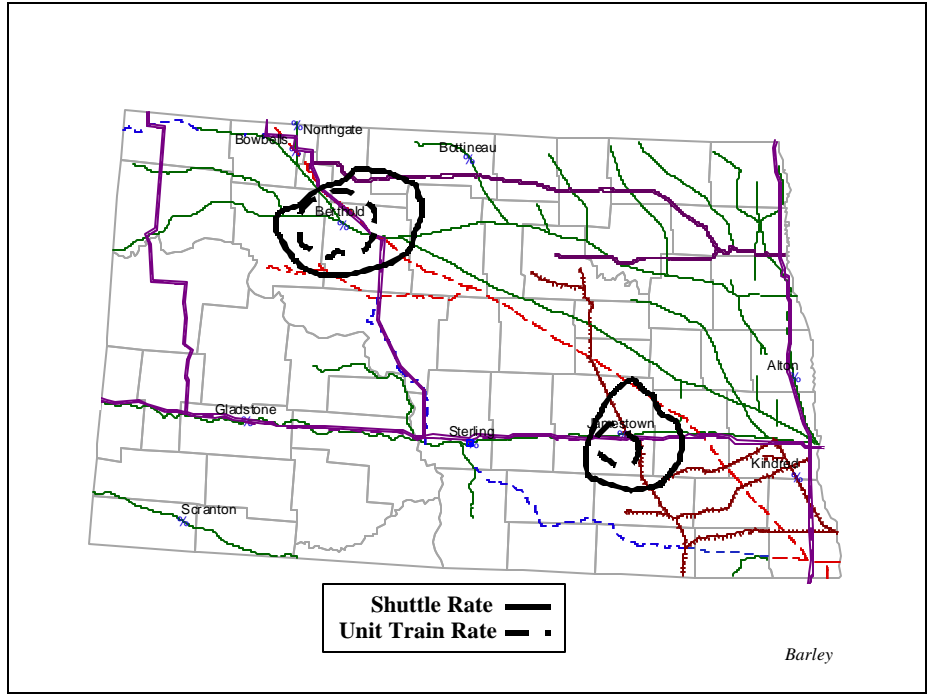 Northgate
Bowbells
Bottineau
Berthold
Alton
Gladstone
Sterling
Jamestown
Kindred
Scranton
Shuttle Rate
Unit Train Rate
Barley